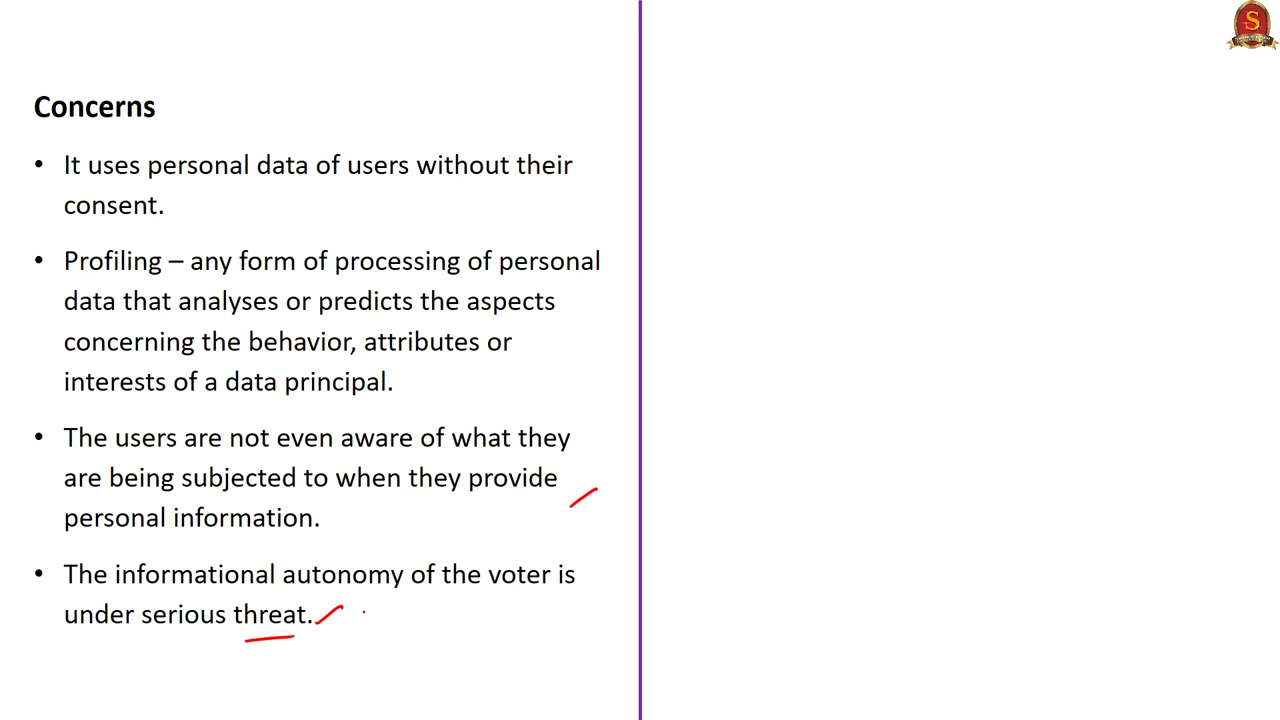 S
Concerns
• It uses personal data of users without their
consent.
• Profiling – any form of processing of personal
data that analyses or predicts the aspects
concerning the behavior, attributes or
interests of a data principal.
• The users are not even aware of what they
are being subjected to when they provide
personal information.
• The informational autonomy of the voter is
under serious threat.